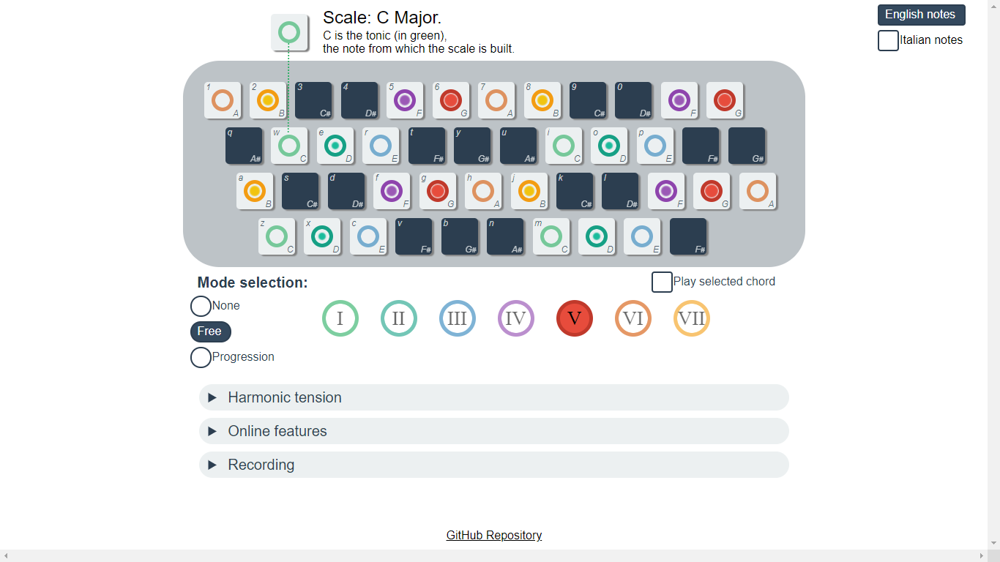 Scale: C Major.
C is the tonic (in green),
the note from which the scale is built.
English notes
Italian notes
1 A 2 B 3 C# 4 D# 5 F 6 G 7 A 8 B 9 C# 0 D# F G
q A# w C e D r E t F# y G# u A# i C o D p E F# G#
a B s C# d D# f F g G h A j B k C# l D# F G A
z C x D c E v F# b G# n A# m C D E F#
Mode selection:
Play selected chord
None
Free
Progression
I II III IV V VI VII
Harmonic tension
Online features
Recording
GitHub Repository